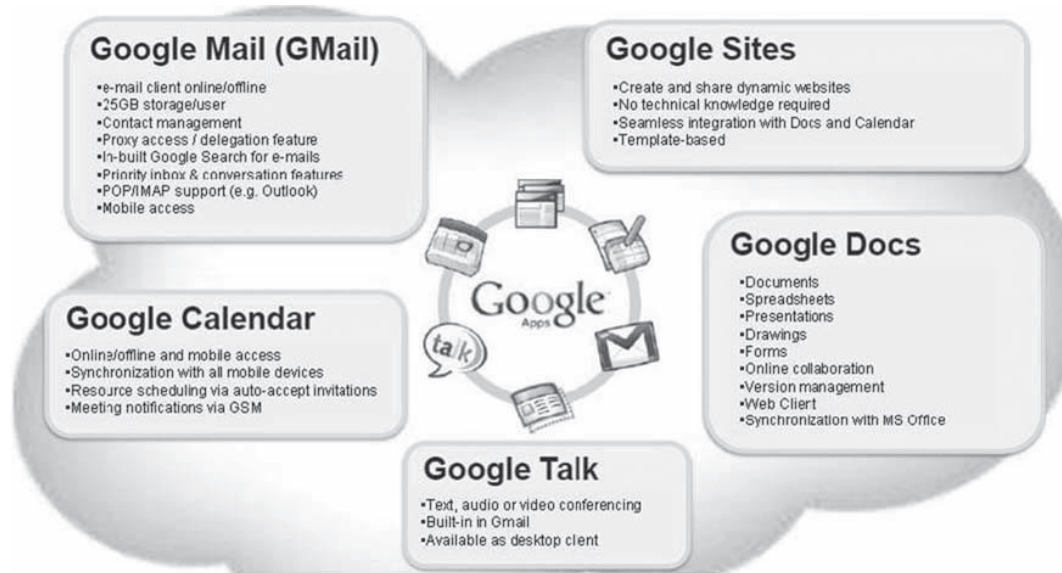 Google Mail (GMail)
▪e-mail client online/offline
▪25GB storage/user
▪Contact management
▪Proxy access / delegation feature
▪In-built Google Search for e-mails
▪Priority inbox & conversation features
▪POP/IMAP support (e.g. Outlook)
▪Mobile access
Google Sites
▪Create and share dynamic websites
▪No technical knowledge required
▪Seamless integration with Docs and Calendar
▪Template-based
Google Calendar
▪Online/offline and mobile access
▪Synchronization with all mobile devices
▪Resource scheduling via auto-accept invitations
▪Meeting notifications via GSM
Google
Apps
talk
Google Docs
▪Documents
▪Spreadsheets
▪Presentations
▪Drawings
▪Forms
▪Online collaboration
▪Version management
▪Web Client
▪Synchronization with MS Office
Google Talk
▪Text, audio or video conferencing
▪Built-in in Gmail
▪Available as desktop client